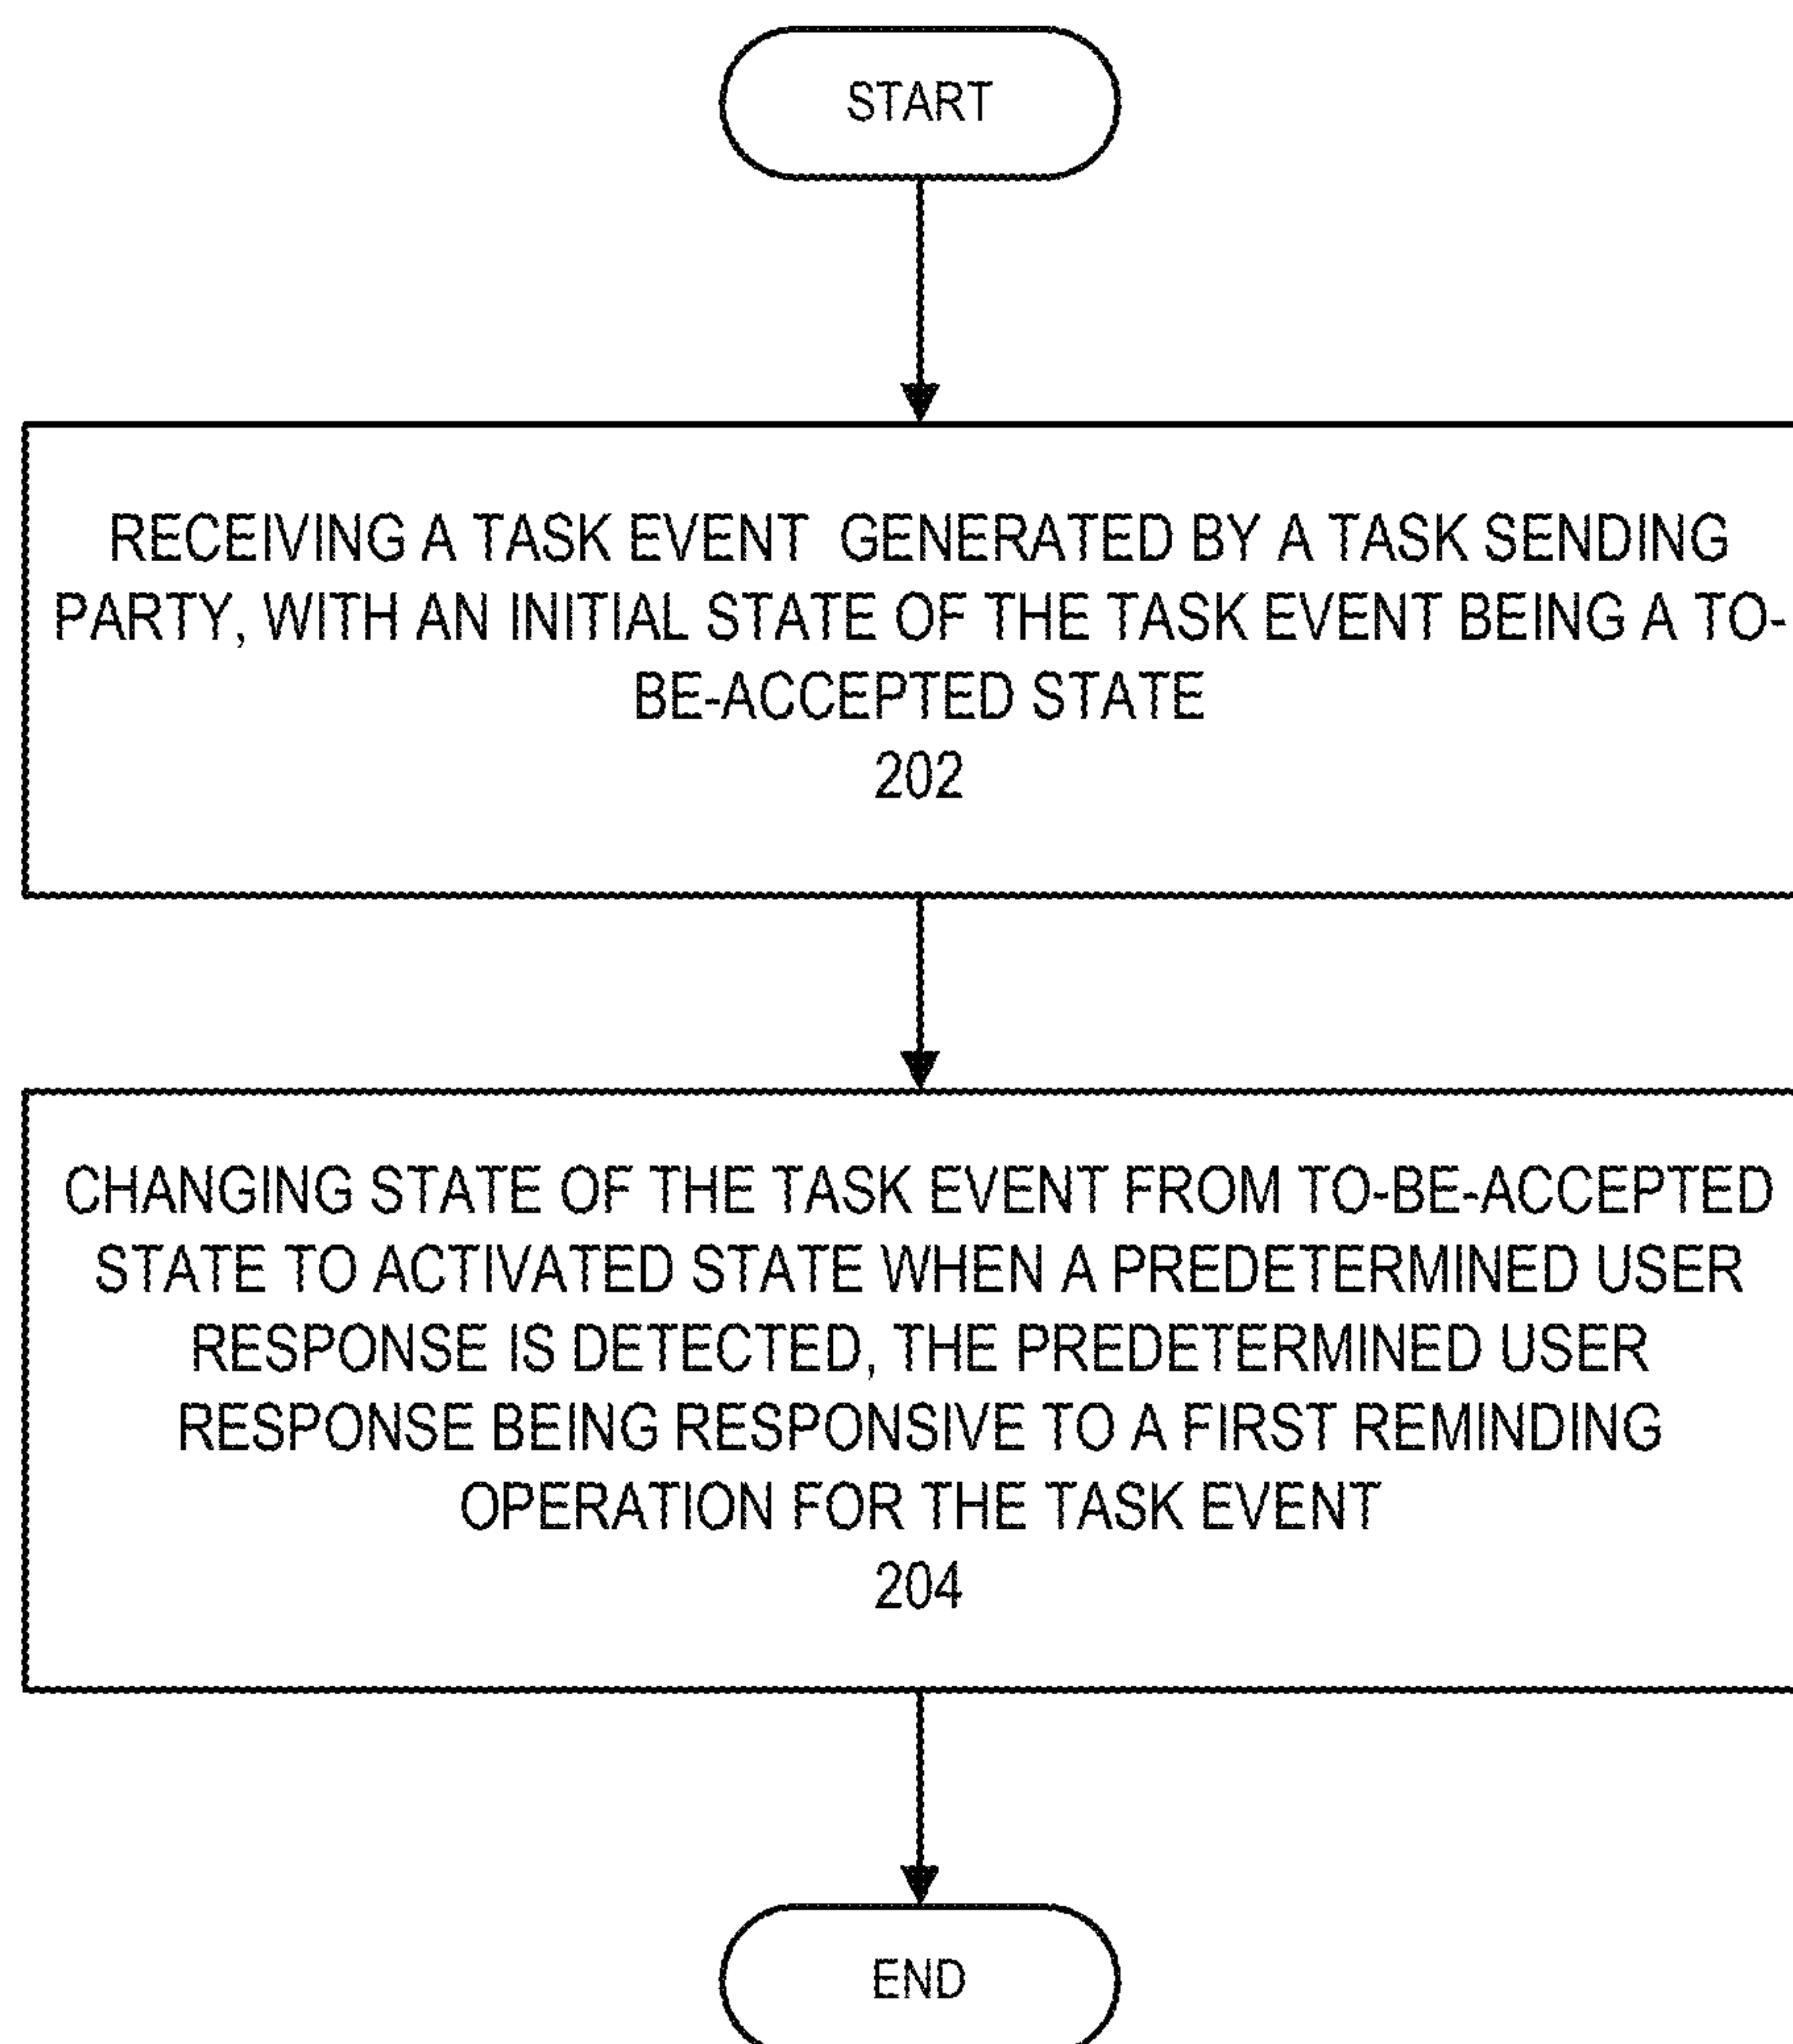 START
RECEIVING A TASK EVENT GENERATED BY A TASK SENDING
PARTY, WITH AN INITIAL STATE OF THE TASK EVENT BEING A TO-
BE-ACCEPTED STATE
202
CHANGING STATE OF THE TASK EVENT FROM TO-BE-ACCEPTED
STATE TO ACTIVATED STATE WHEN A PREDETERMINED USER
RESPONSE IS DETECTED, THE PREDETERMINED USER
RESPONSE BEING RESPONSIVE TO A FIRST REMINDING
OPERATION FOR THE TASK EVENT
204
END